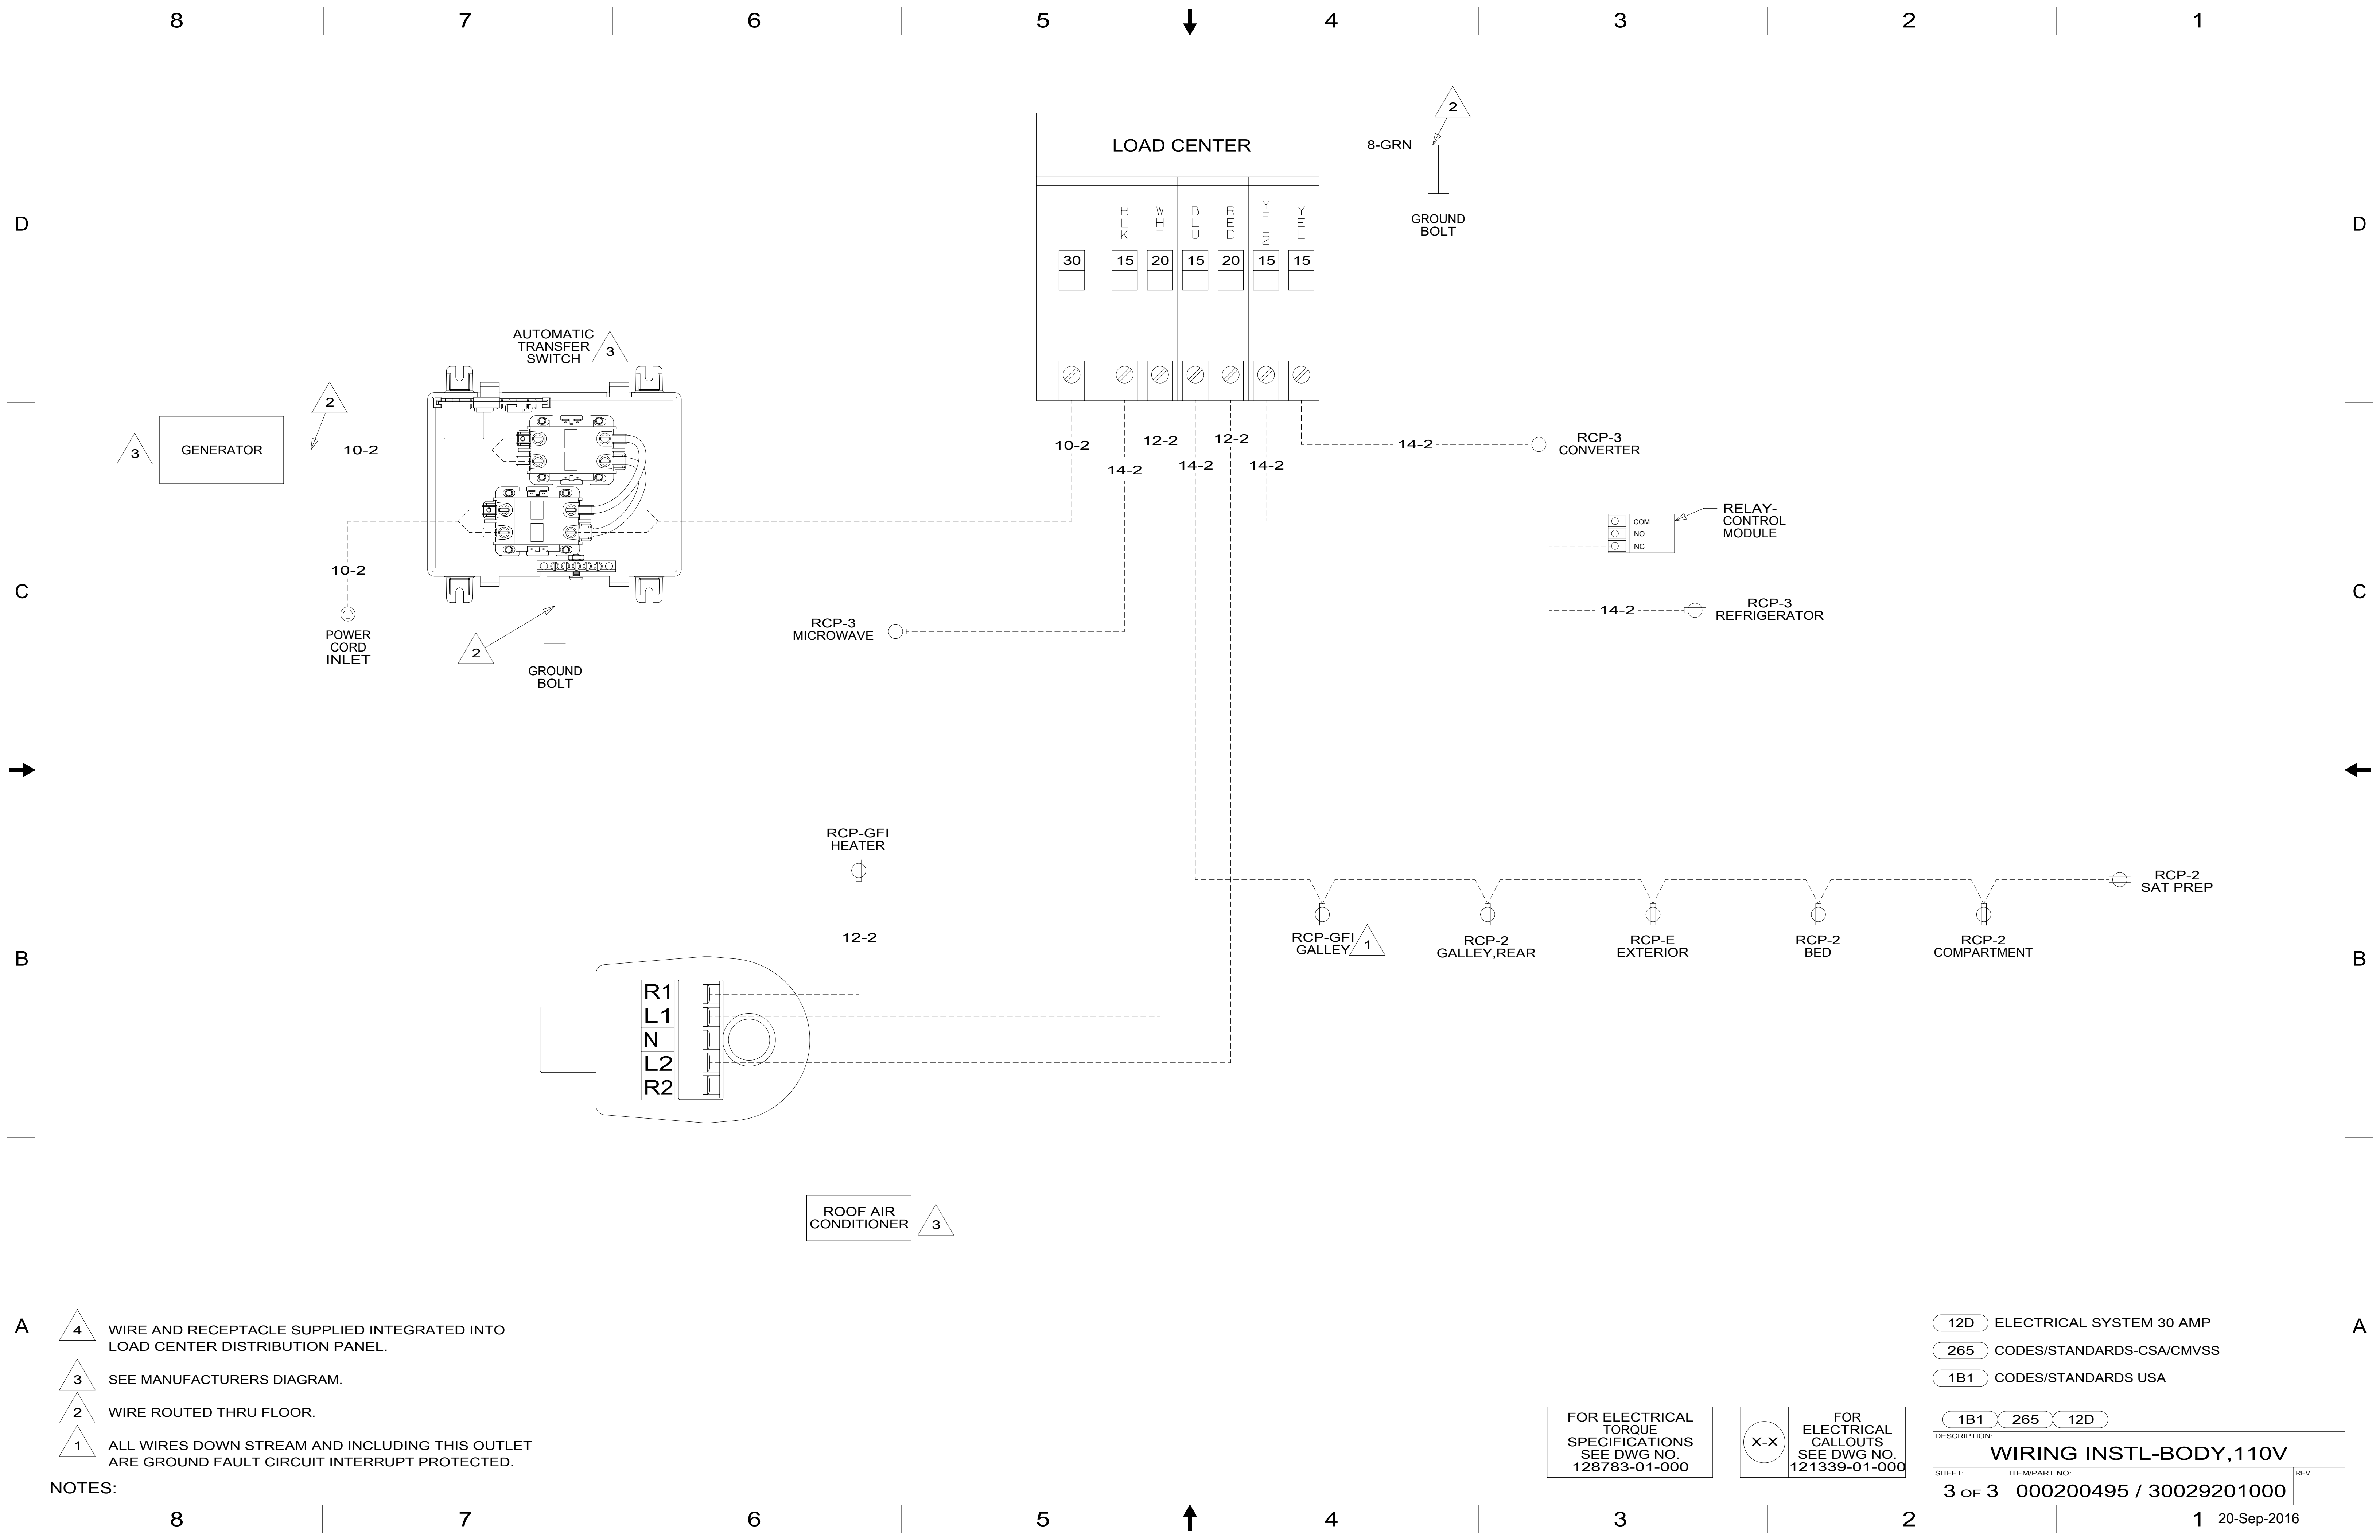 8 7 6 5 4 3 2 1
D
D
C
C
B
B
A
A
LOAD CENTER
8-GRN
2
GROUND
BOLT
BLK
WHT
BLU
RED
YEL2
YEL
30 15 20 15 20 15 15
AUTOMATIC
TRANSFER
SWITCH
3
2
3
GENERATOR
10-2
10-2
POWER
CORD
INLET
2
GROUND
BOLT
10-2
14-2
12-2
14-2
12-2
14-2
14-2
RCP-3
CONVERTER
COM
NO
NC
RELAY-
CONTROL
MODULE
14-2
RCP-3
REFRIGERATOR
RCP-3
MICROWAVE
RCP-GFI
HEATER
12-2
R1
L1
N
L2
R2
ROOF AIR
CONDITIONER
3
RCP-GFI
GALLEY
1
RCP-2
GALLEY,REAR
RCP-E
EXTERIOR
RCP-2
BED
RCP-2
COMPARTMENT
RCP-2
SAT PREP
4 WIRE AND RECEPTACLE SUPPLIED INTEGRATED INTO
LOAD CENTER DISTRIBUTION PANEL.
3 SEE MANUFACTURERS DIAGRAM.
2 WIRE ROUTED THRU FLOOR.
1 ALL WIRES DOWN STREAM AND INCLUDING THIS OUTLET
ARE GROUND FAULT CIRCUIT INTERRUPT PROTECTED.
NOTES:
FOR ELECTRICAL
TORQUE
SPECIFICATIONS
SEE DWG NO.
128783-01-000
X-X
FOR
ELECTRICAL
CALLOUTS
SEE DWG NO.
121339-01-000
12D ELECTRICAL SYSTEM 30 AMP
265 CODES/STANDARDS-CSA/CMVSS
1B1 CODES/STANDARDS USA
1B1 265 12D
DESCRIPTION:
WIRING INSTL-BODY,110V
SHEET:
3 OF 3
ITEM/PART NO:
000200495 / 30029201000
REV
8 7 6 5 4 3 2 1
20-Sep-2016